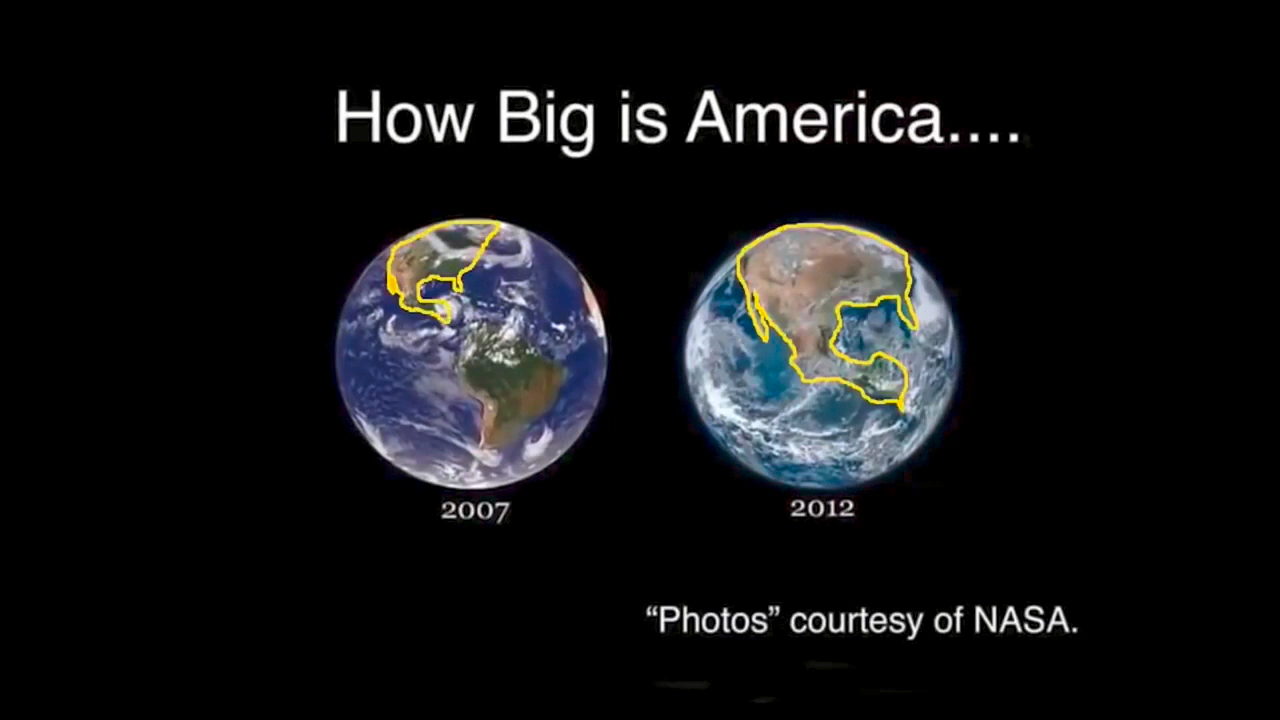 How Big is America....
2007
2012
“Photos” courtesy of NASA.